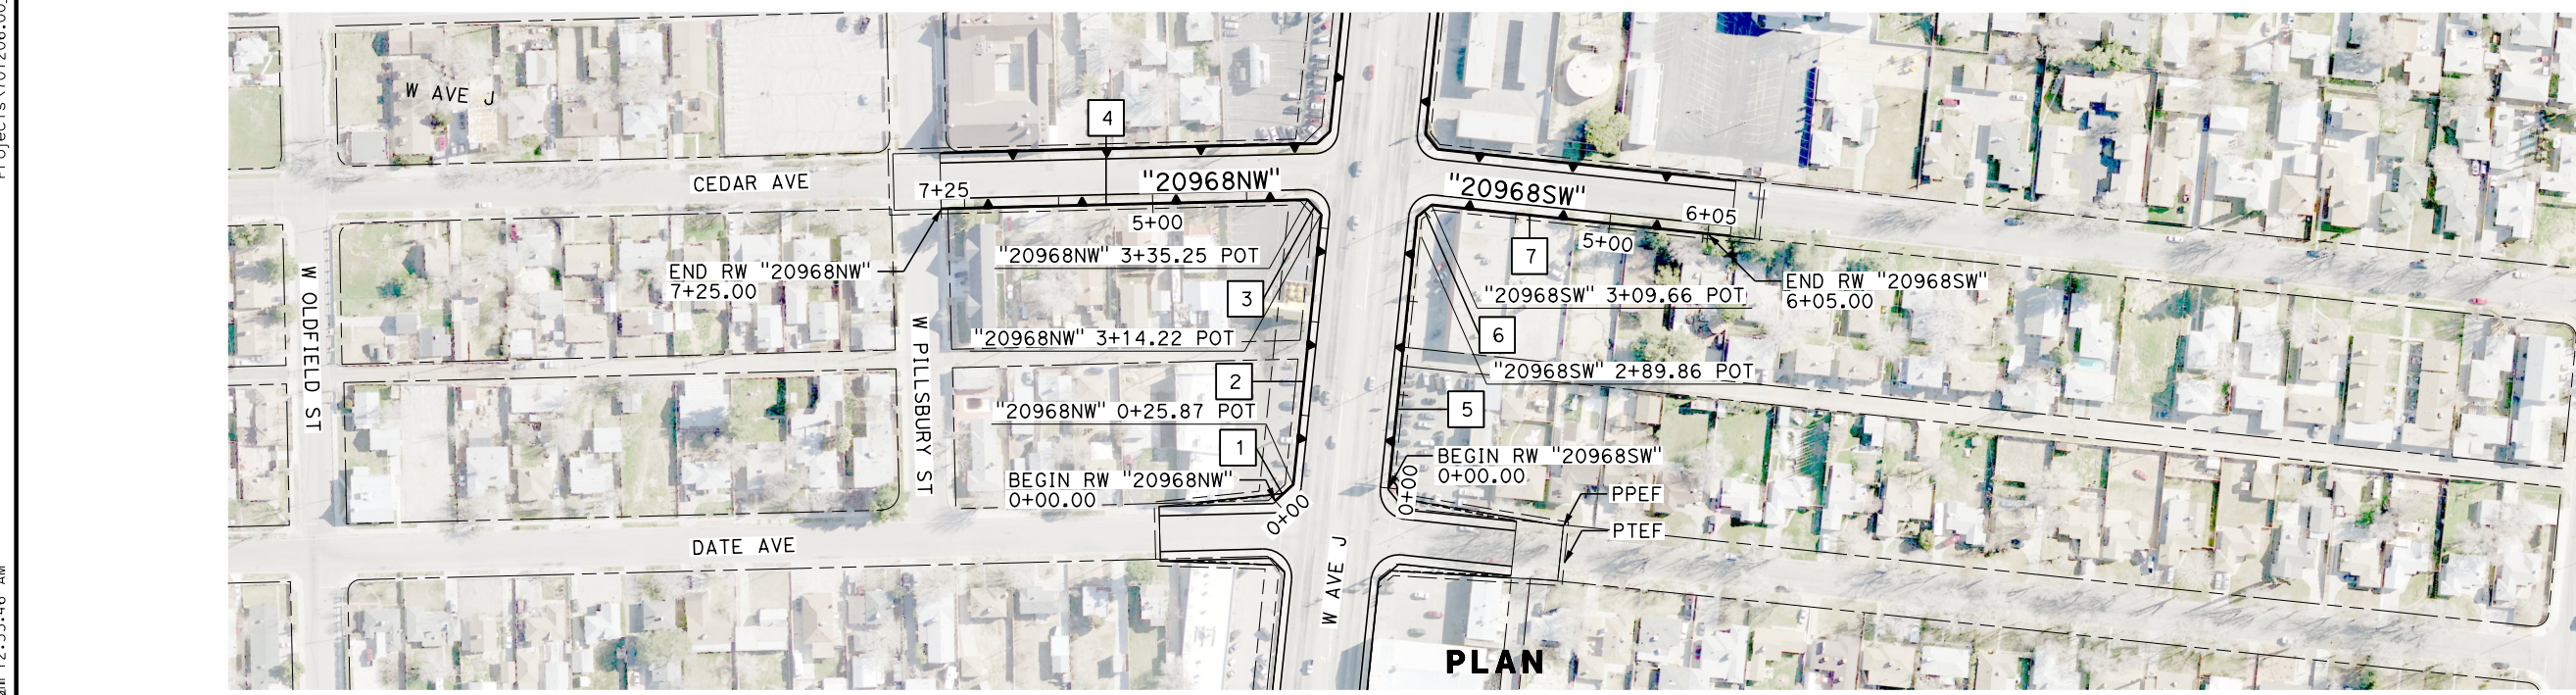 W AVE J
4
CEDAR AVE
7+25
"20968NW"
"20968SW"
6+05
5+00
5+00
7
"20968NW" 3+35.25 POT
END RW "20968NW"
7+25.00
END RW "20968SW"
6+05.00
3
"20968SW" 3+09.66 POT
W OLDFIELD ST
W PILLSBURY ST
"20968NW" 3+14.22 POT
6
2
"20968SW" 2+89.86 POT
"20968NW" 0+25.87 POT
5
1
BEGIN RW "20968SW"
0+00.00
BEGIN RW "20968NW"
0+00.00
0+00
0+00
PPEF
PTEF
DATE AVE
W AVE J
PLAN